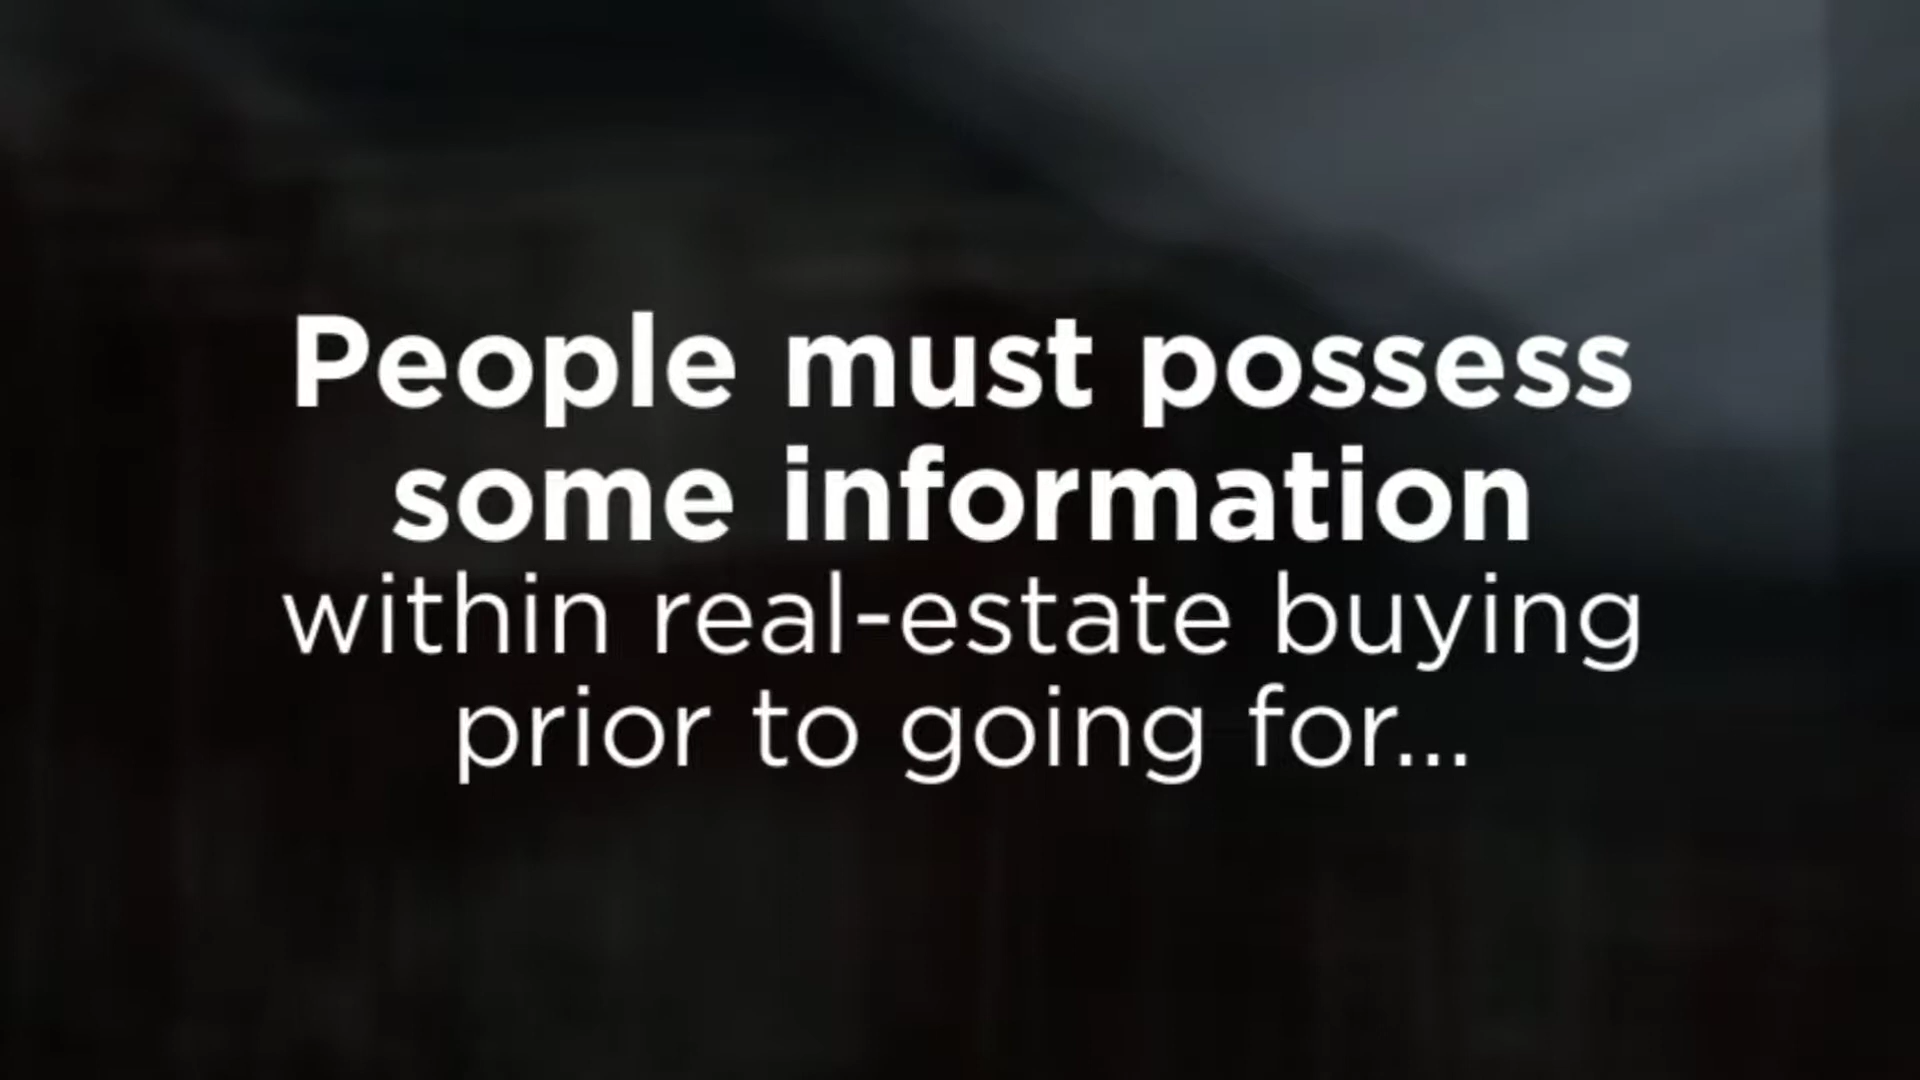 People must possess
some information
within real-estate buying
prior to going for...